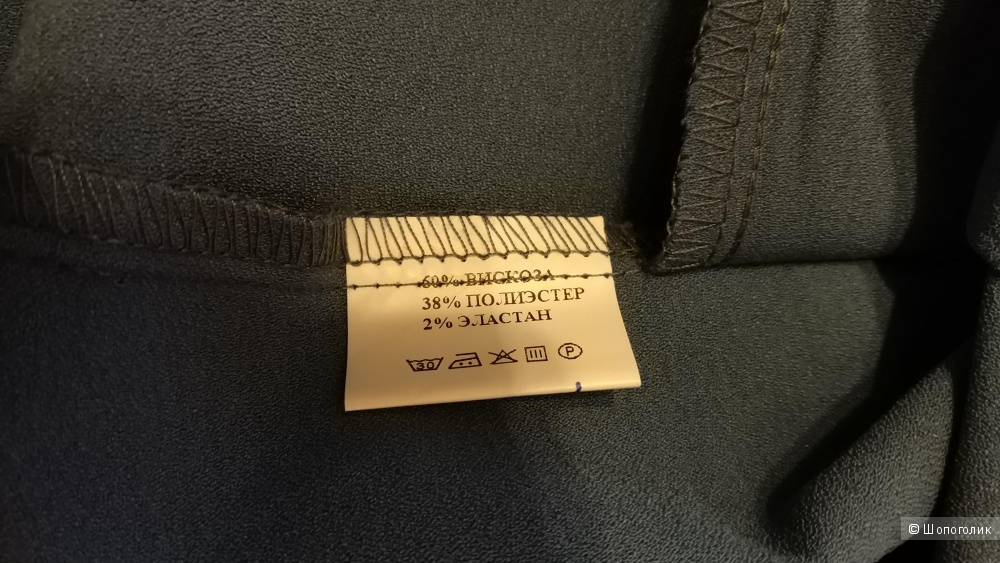 60% ВИСКОЗА
38% ПОЛИЭСТЕР
2% ЭЛАСТАН
30 P
© Шопоголик